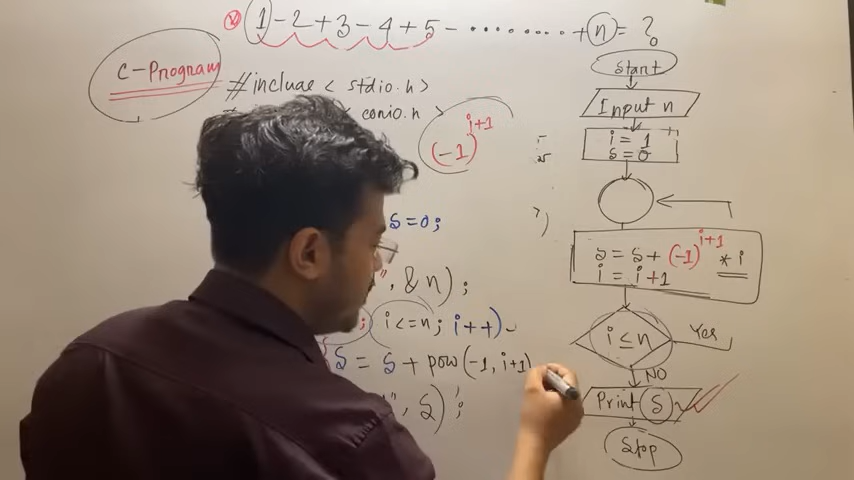 1 - 2 + 3 - 4 + 5 - ......... + n = ?
C-Program
#include < stdio.h >
conio.h >
(-1)^i+1
s=0;
", &n);
; i<=n; i++)
s = s + pow(-1, i+1)
", s);
Start
Input n
i = 1
s=0
s = s + (-1)^i+1 * i
i = i+1
i ≤ n
Yes
NO
Print (s)
Stop